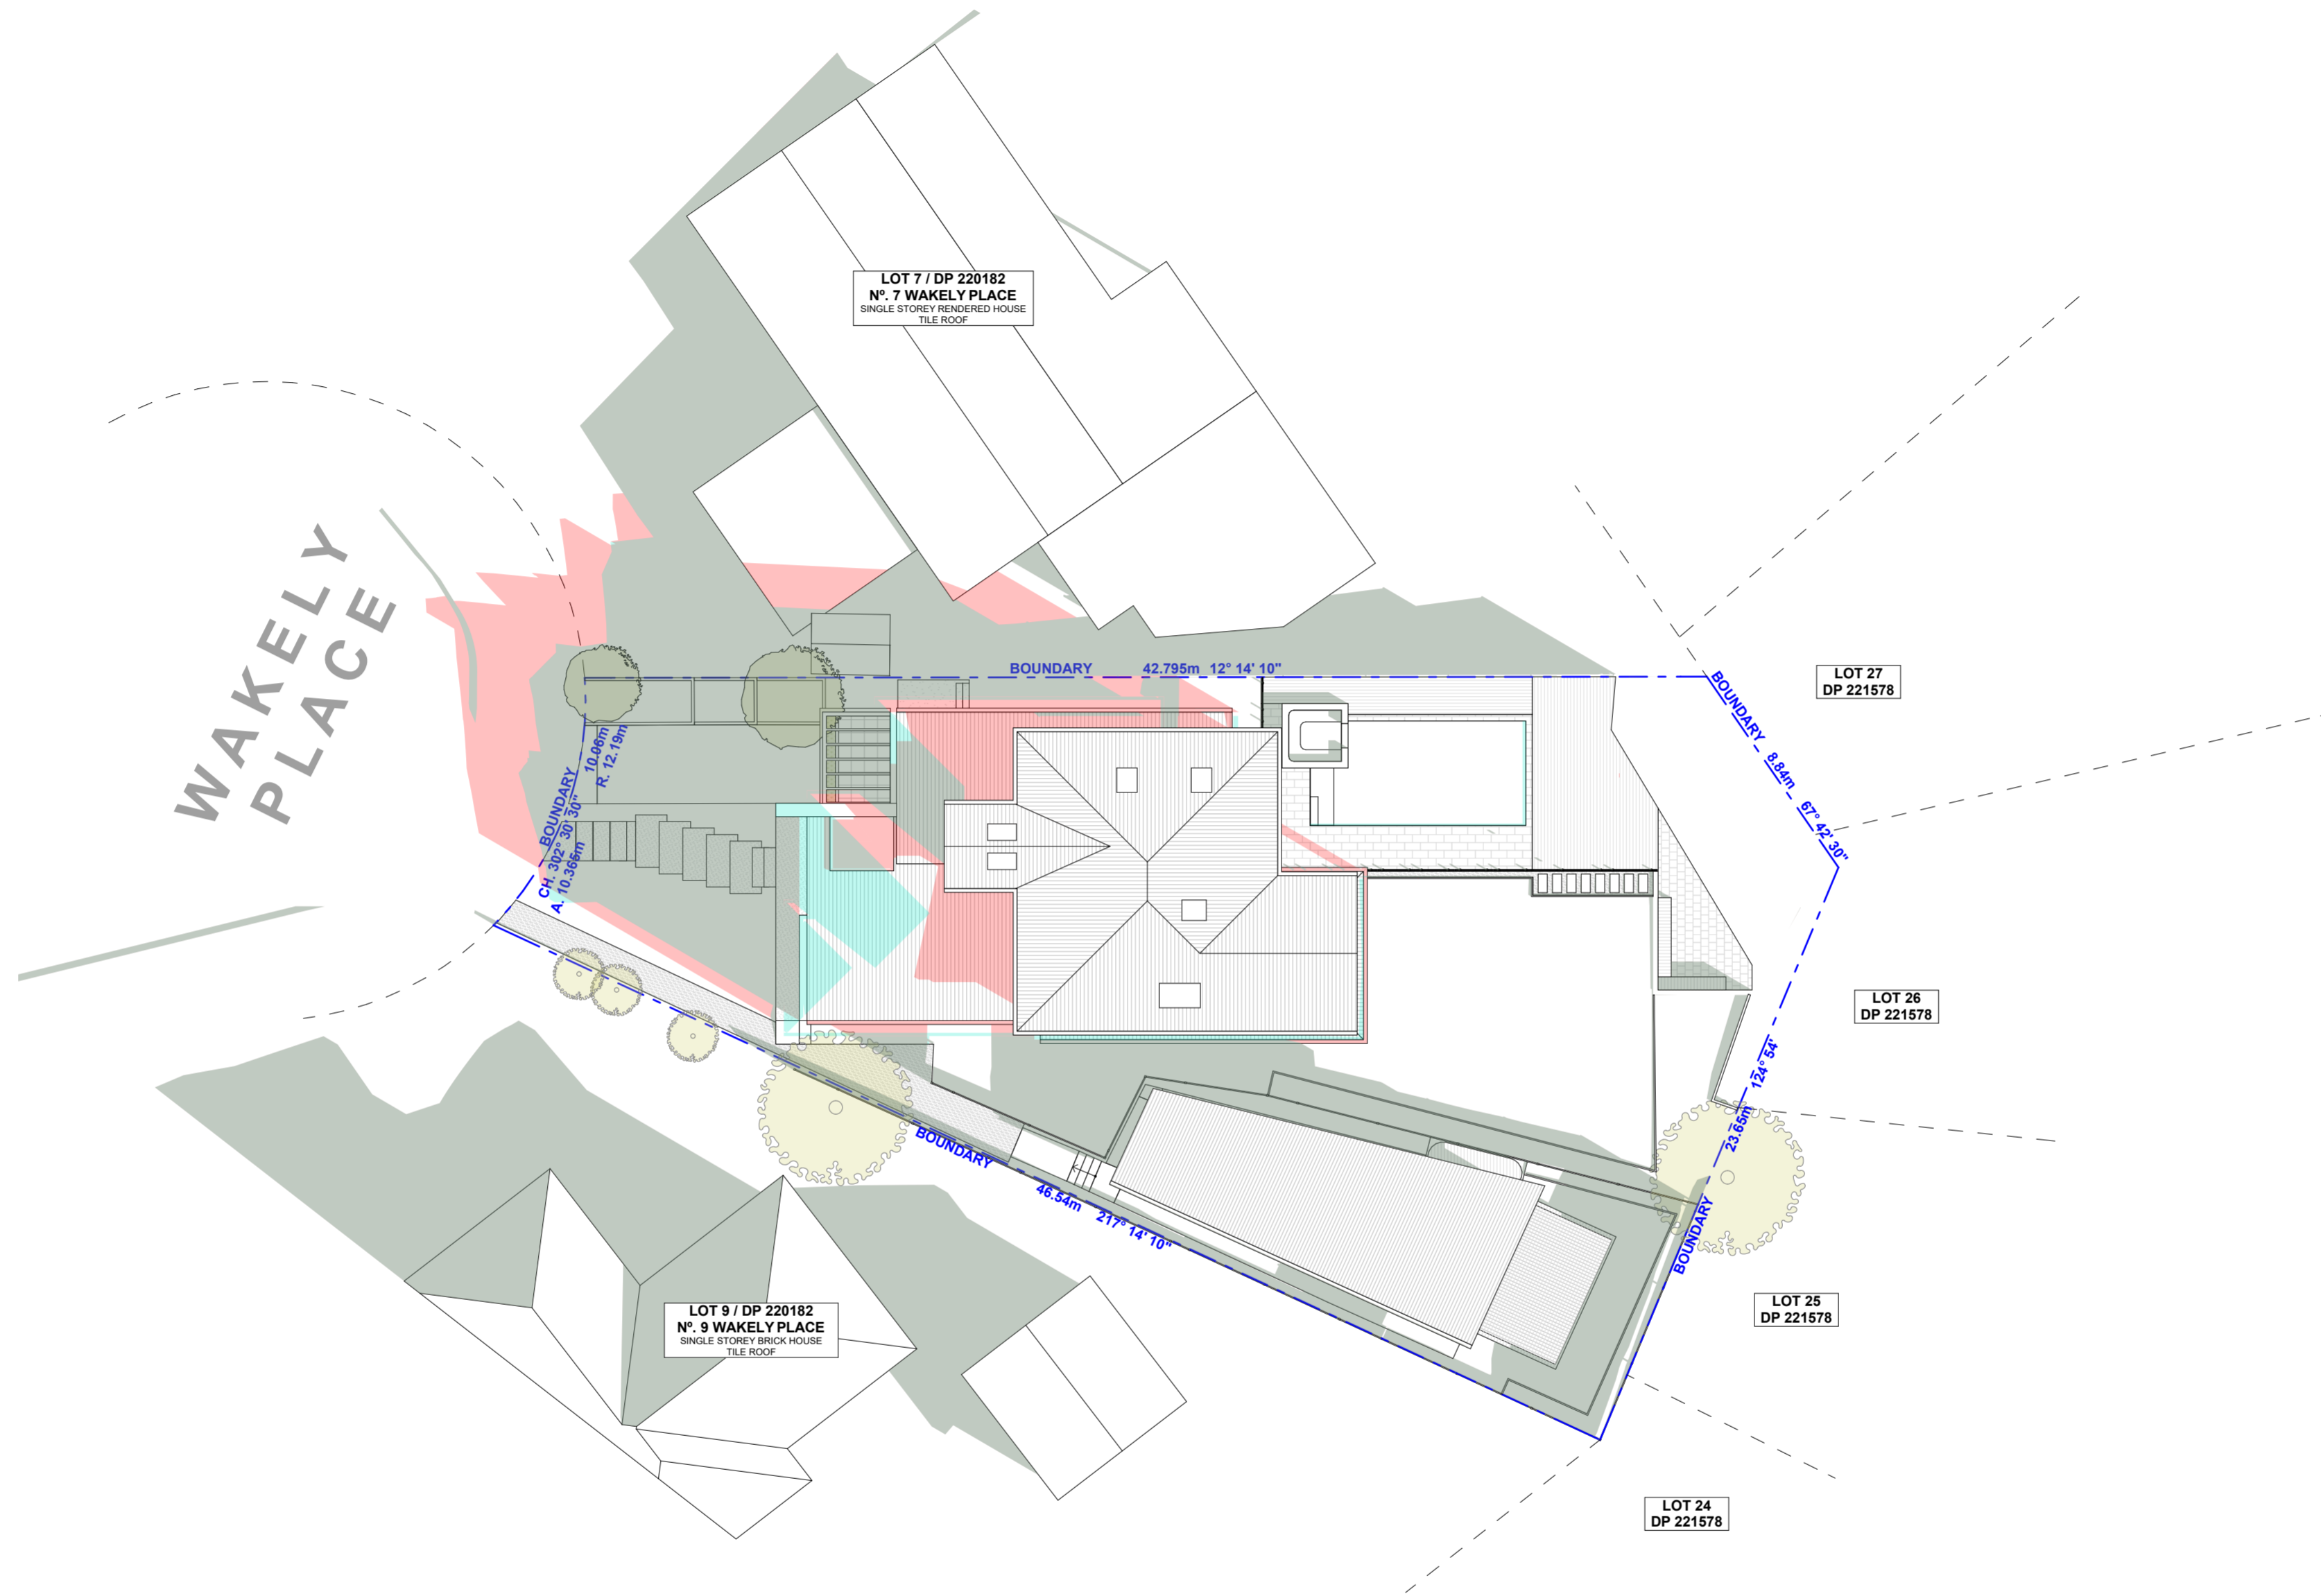 LOT 7 / DP 220182
Nº. 7 WAKELY PLACE
SINGLE STOREY RENDERED HOUSE
TILE ROOF
WAKELY
PLACE
BOUNDARY 42.795m 12° 14' 10"
LOT 27
DP 221578
BOUNDARY 8.84m 67° 42' 30"
10.06m
R. 12.19m
BOUNDARY
CH. 302° 30' 30"
A. 10.365m
LOT 26
DP 221578
23.65m 124° 54'
BOUNDARY
BOUNDARY 46.54m 217° 14' 10"
LOT 25
DP 221578
LOT 9 / DP 220182
Nº. 9 WAKELY PLACE
SINGLE STOREY BRICK HOUSE
TILE ROOF
LOT 24
DP 221578